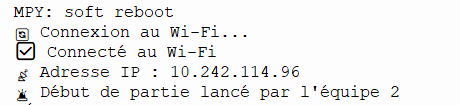 MPY: soft reboot
Connexion au Wi-Fi...
Connecté au Wi-Fi
Adresse IP : 10.242.114.96
Début de partie lancé par l'équipe 2